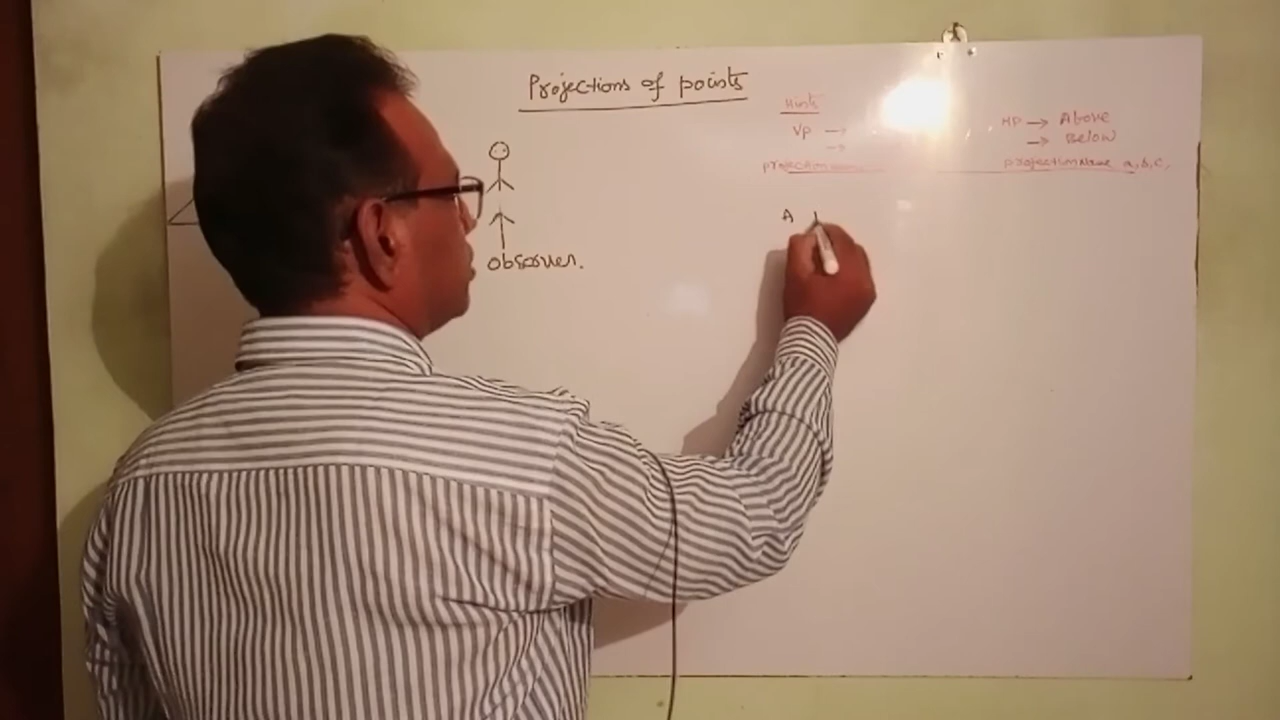 Projections of points
Hints
VP →
→
projection
HP → Above
→ Below
projection Name a, b, c,
observer.
A